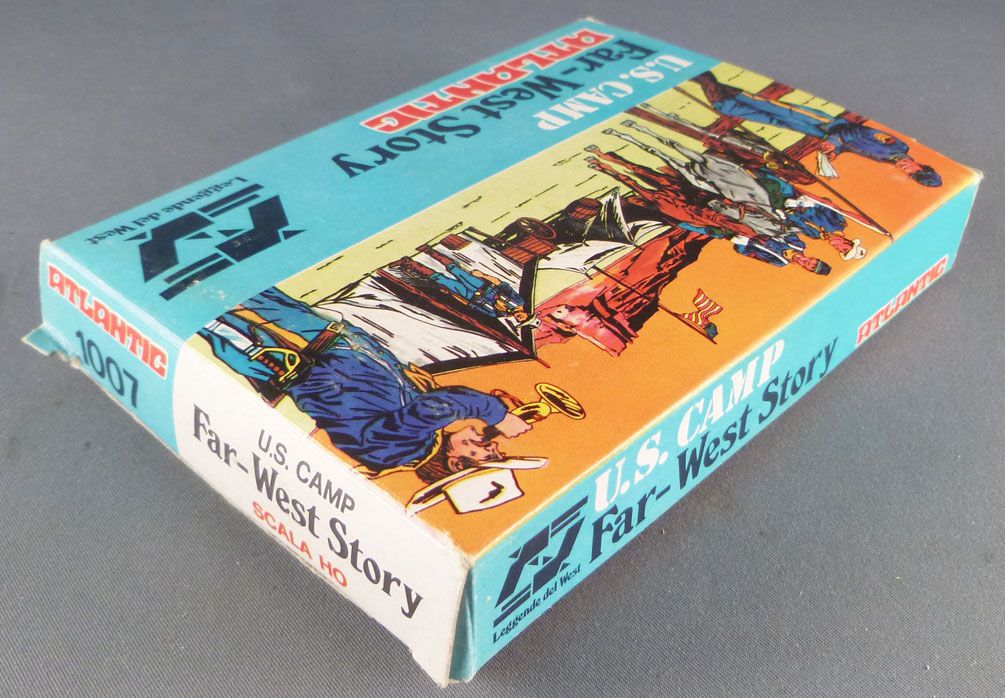 ATLANTIC
U.S. CAMP
Far-West Story
Leggende del West
ATLANTIC
1007
U.S. CAMP
Far-West Story
SCALA HO
U.S. CAMP
Far-West Story
ATLANTIC
Leggende del West